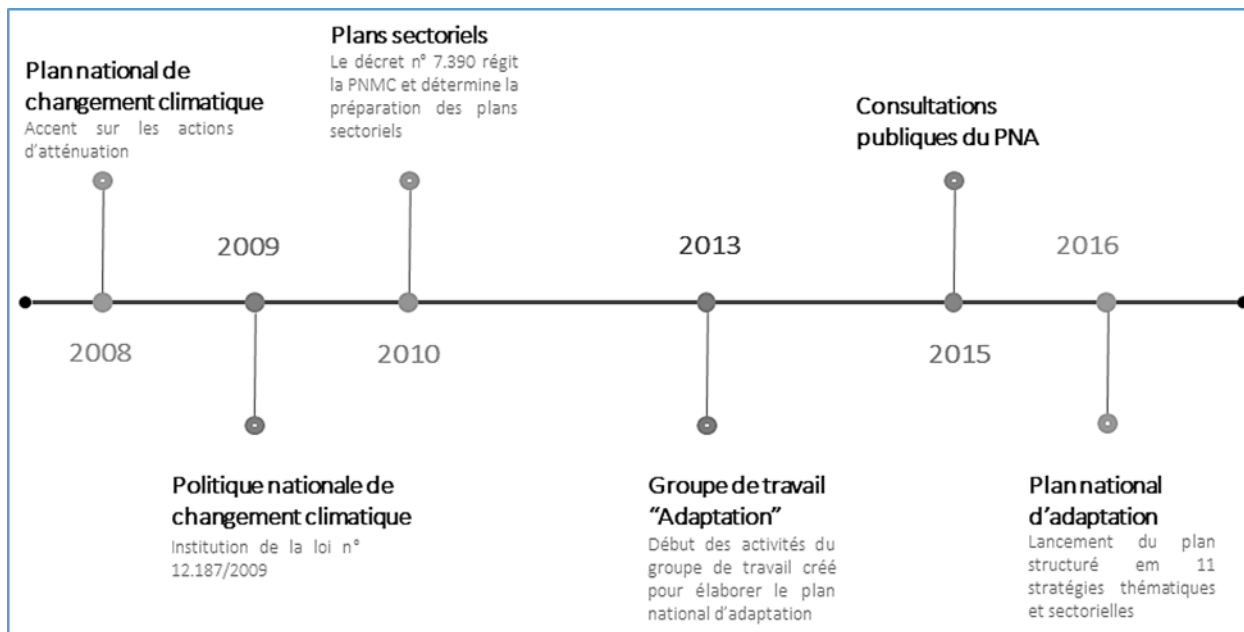 Plan national de
changement climatique
Accent sur les actions
d’atténuation
2008
2009
Politique nationale de
changement climatique
Institution de la loi n°
12.187/2009
Plans sectoriels
Le décret n° 7.390 régit
la PNMC et détermine la
préparation des plans
sectoriels
2010
2013
Groupe de travail
“Adaptation”
Début des activités du
groupe de travail créé
pour élaborer le plan
national d’adaptation
Consultations
publiques du PNA
2015
2016
Plan national
d’adaptation
Lancement du plan
structuré em 11
stratégies thématiques
et sectorielles